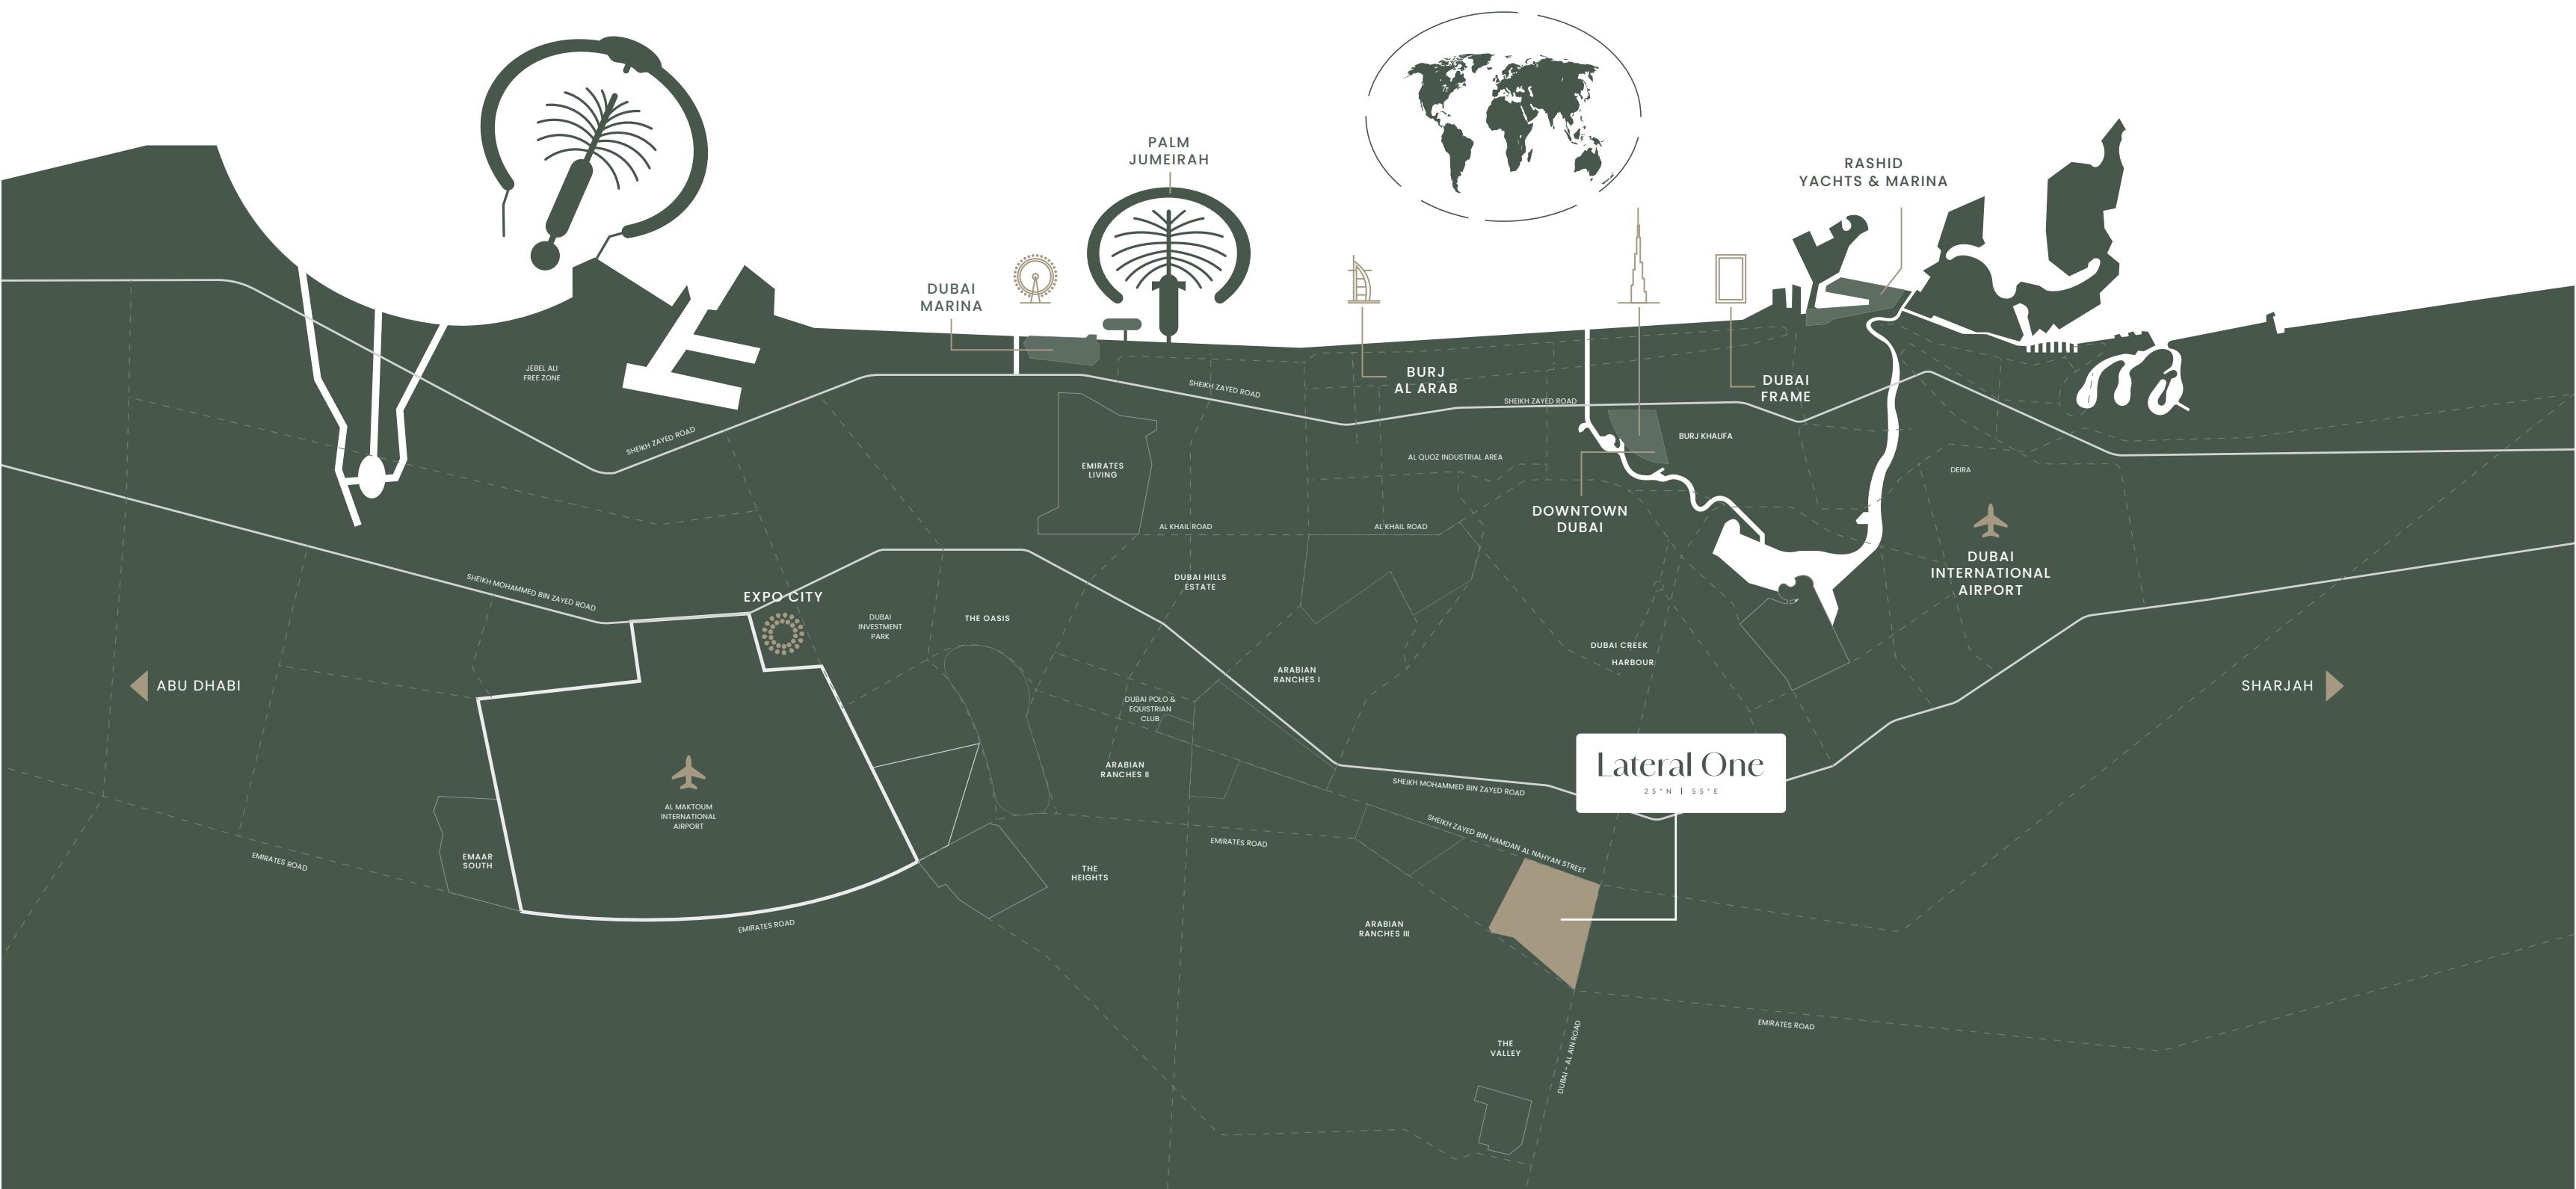 PALM
JUMEIRAH
RASHID
YACHTS & MARINA
DUBAI
MARINA
JEBEL ALI
FREE ZONE
SHEIKH ZAYED ROAD
SHEIKH ZAYED ROAD
SHEIKH ZAYED ROAD
BURJ
AL ARAB
DUBAI
FRAME
BURJ KHALIFA
EMIRATES
LIVING
AL QUOZ INDUSTRIAL AREA
DEIRA
AL KHAIL ROAD
AL KHAIL ROAD
DOWNTOWN
DUBAI
DUBAI
INTERNATIONAL
AIRPORT
SHEIKH MOHAMMED BIN ZAYED ROAD
EXPO CITY
DUBAI HILLS
ESTATE
DUBAI
INVESTMENT
PARK
THE OASIS
DUBAI CREEK
HARBOUR
ARABIAN
RANCHES I
ABU DHABI
SHARJAH
DUBAI POLO &
EQUISTRIAN
CLUB
ARABIAN
RANCHES II
Lateral One
25°N | 55°E
SHEIKH MOHAMMED BIN ZAYED ROAD
AL MAKTOUM
INTERNATIONAL
AIRPORT
SHEIKH ZAYED BIN HAMDAN AL NAHYAN STREET
EMIRATES ROAD
EMIRATES ROAD
EMAAR
SOUTH
THE
HEIGHTS
EMIRATES ROAD
ARABIAN
RANCHES III
EMIRATES ROAD
THE
VALLEY
DUBAI - AL AIN ROAD